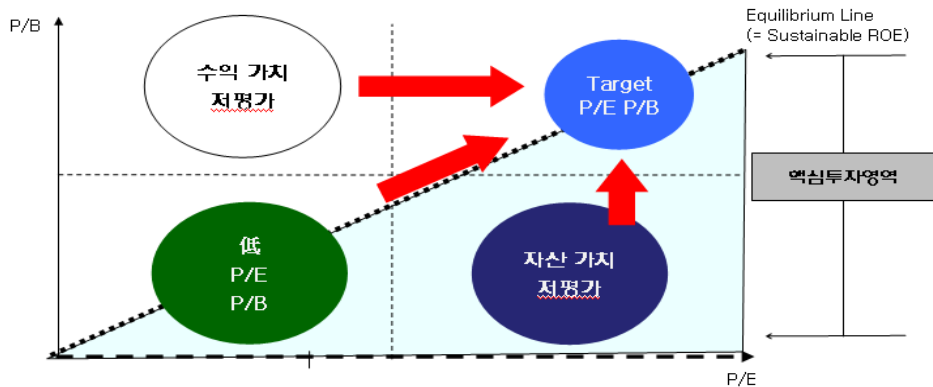 P/B
Equilibrium Line
(= Sustainable ROE)
수익 가치
저평가
Target
P/E P/B
핵심투자영역
低
P/E
P/B
자산 가치
저평가
P/E